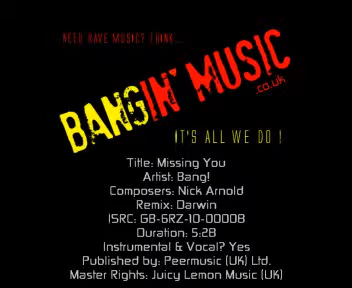 NEED RAVE MUSIC? THINK...
BANGIN' MUSIC
.co.uk
IT'S ALL WE DO!
Title: Missing You
Artist: Bang!
Composers: Nick Arnold
Remix: Darwin
ISRC: GB-6RZ-10-00008
Duration: 5:28
Instrumental & Vocal? Yes
Published by: Peermusic (UK) Ltd.
Master Rights: Juicy Lemon Music (UK)